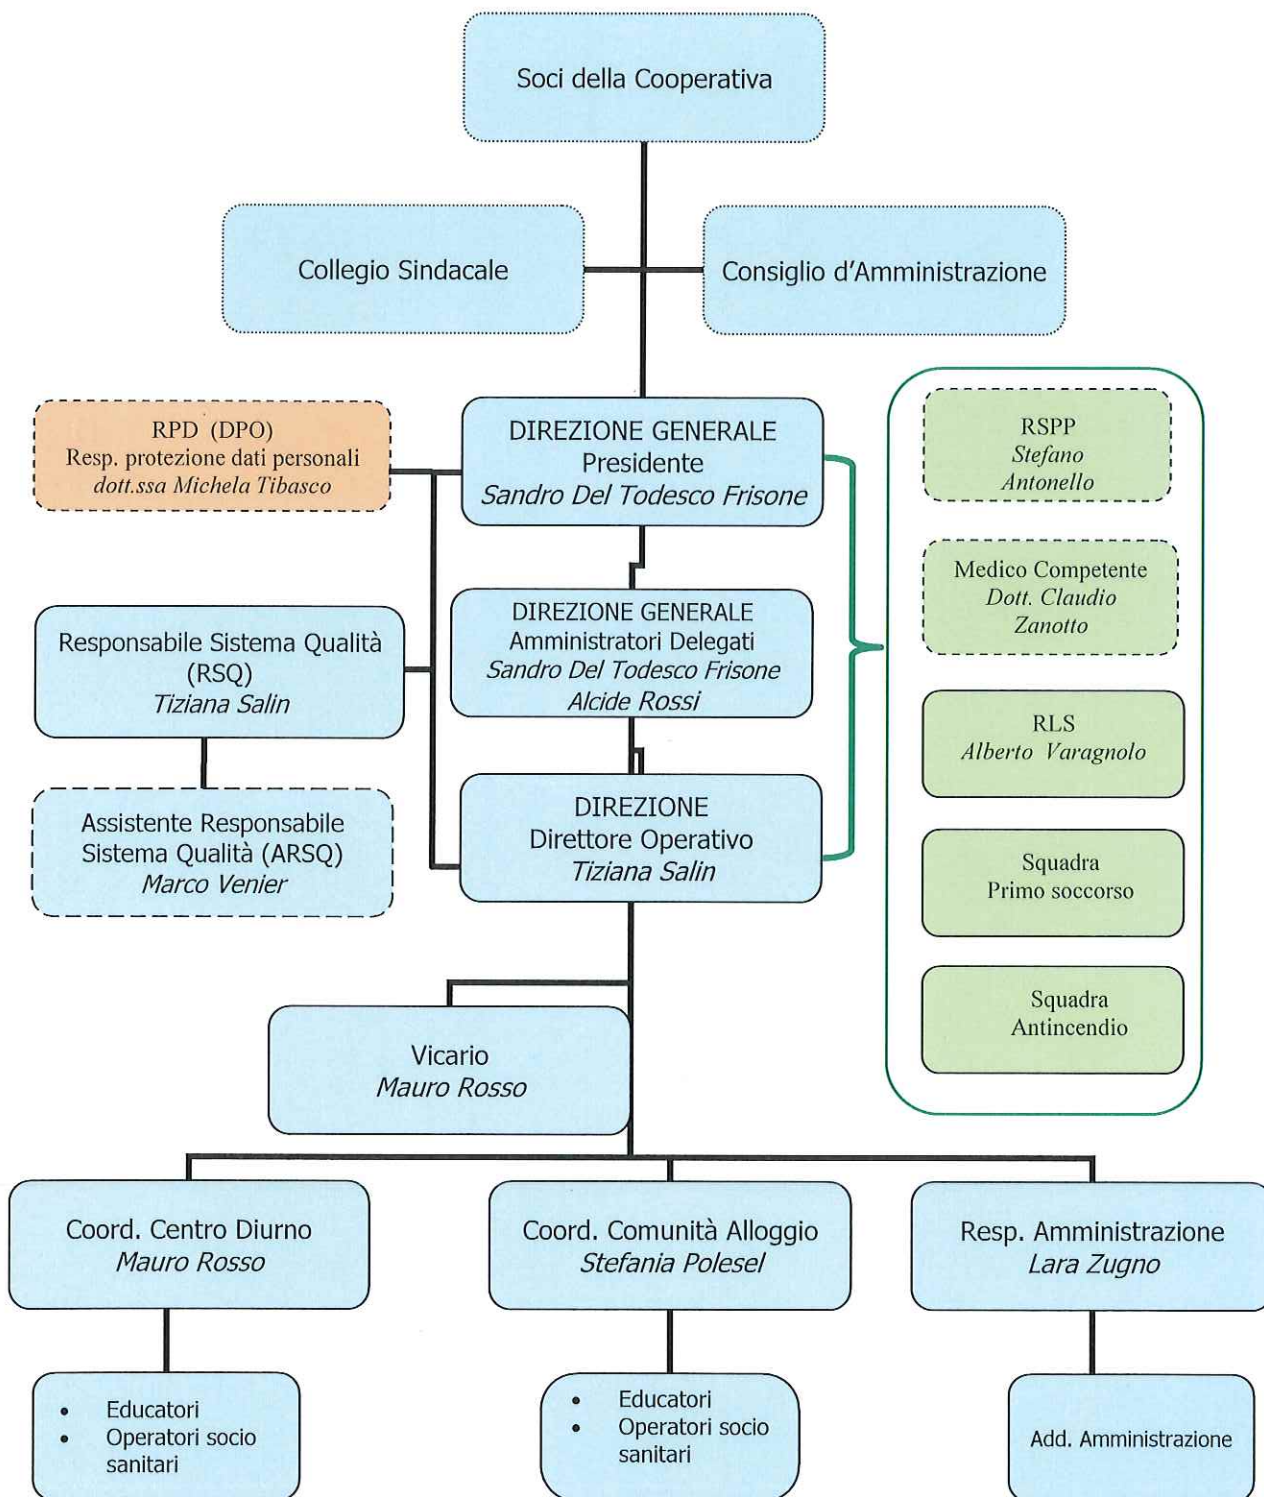 Soci della Cooperativa
Collegio Sindacale
Consiglio d'Amministrazione
RPD (DPO)
Resp. protezione dati personali
dott.ssa Michela Tibasco
DIREZIONE GENERALE
Presidente
Sandro Del Todesco Frisone
RSPP
Stefano
Antonello
Medico Competente
Dott. Claudio
Zanotto
Responsabile Sistema Qualità
(RSQ)
Tiziana Salin
DIREZIONE GENERALE
Amministratori Delegati
Sandro Del Todesco Frisone
Alcide Rossi
RLS
Alberto Varagnolo
Assistente Responsabile
Sistema Qualità (ARSQ)
Marco Venier
DIREZIONE
Direttore Operativo
Tiziana Salin
Squadra
Primo soccorso
Squadra
Antincendio
Vicario
Mauro Rosso
Coord. Centro Diurno
Mauro Rosso
Coord. Comunità Alloggio
Stefania Polesel
Resp. Amministrazione
Lara Zugno
• Educatori
• Operatori socio
sanitari
• Educatori
• Operatori socio
sanitari
Add. Amministrazione